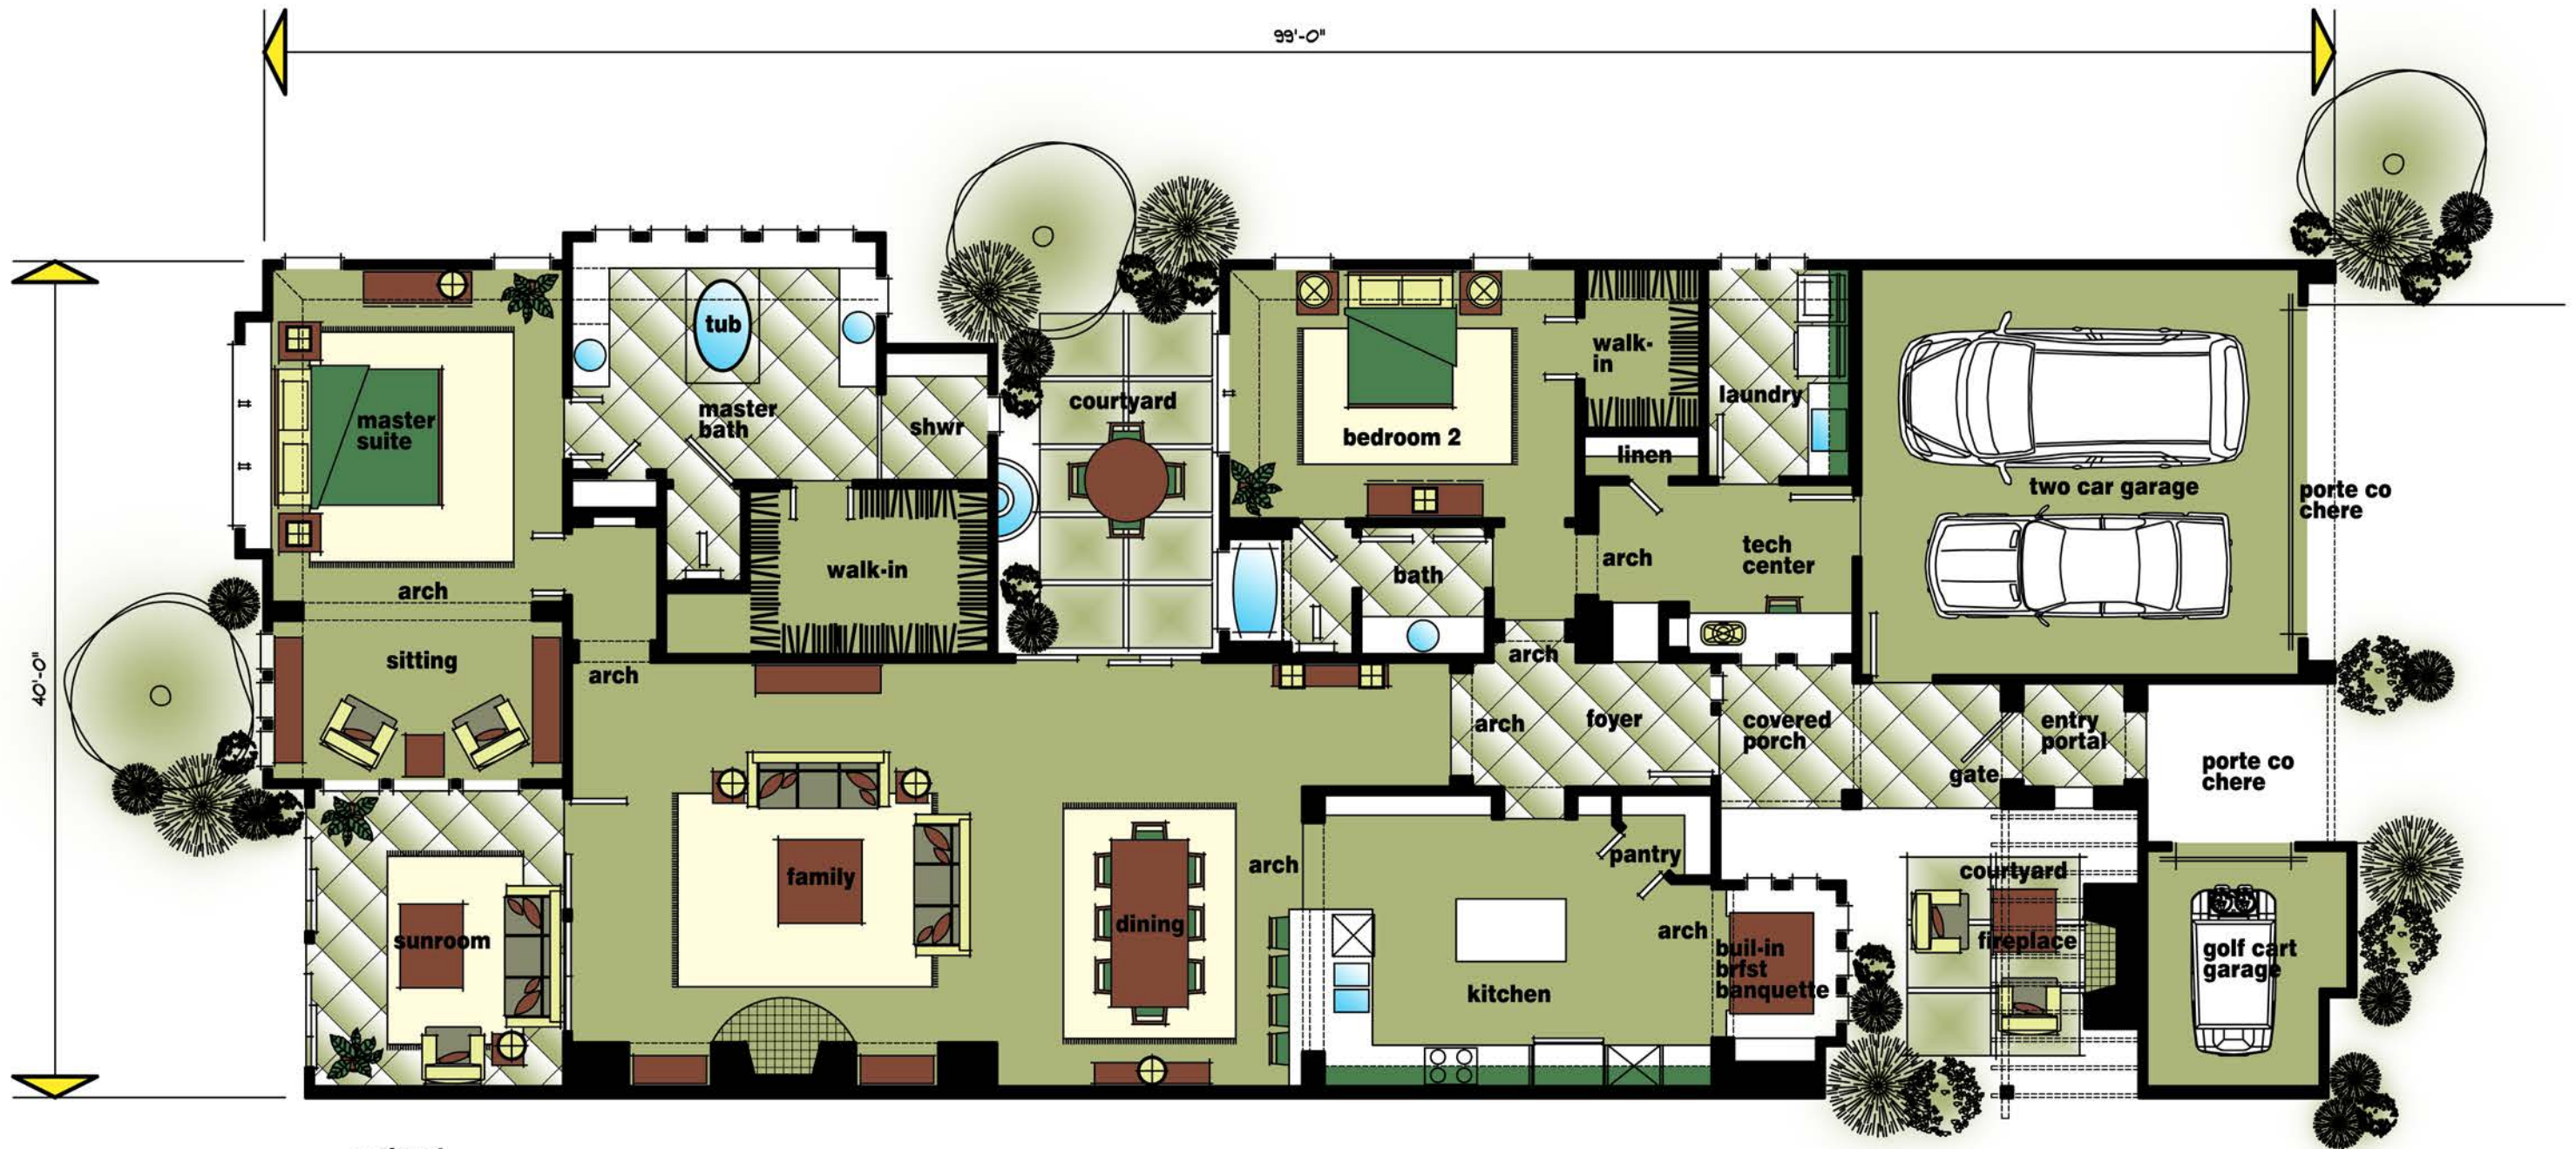 99'-0"
40'-0"
tub
master
suite
master
bath
shwr
courtyard
bedroom 2
walk-
in
linen
laundry
two car garage
porte co
chere
walk-in
bath
arch
tech
center
arch
sitting
arch
arch
arch
foyer
covered
porch
gate
entry
portal
porte co
chere
sunroom
family
dining
arch
kitchen
pantry
arch
buil-in
brfst
banquette
courtyard
fireplace
golf cart
garage